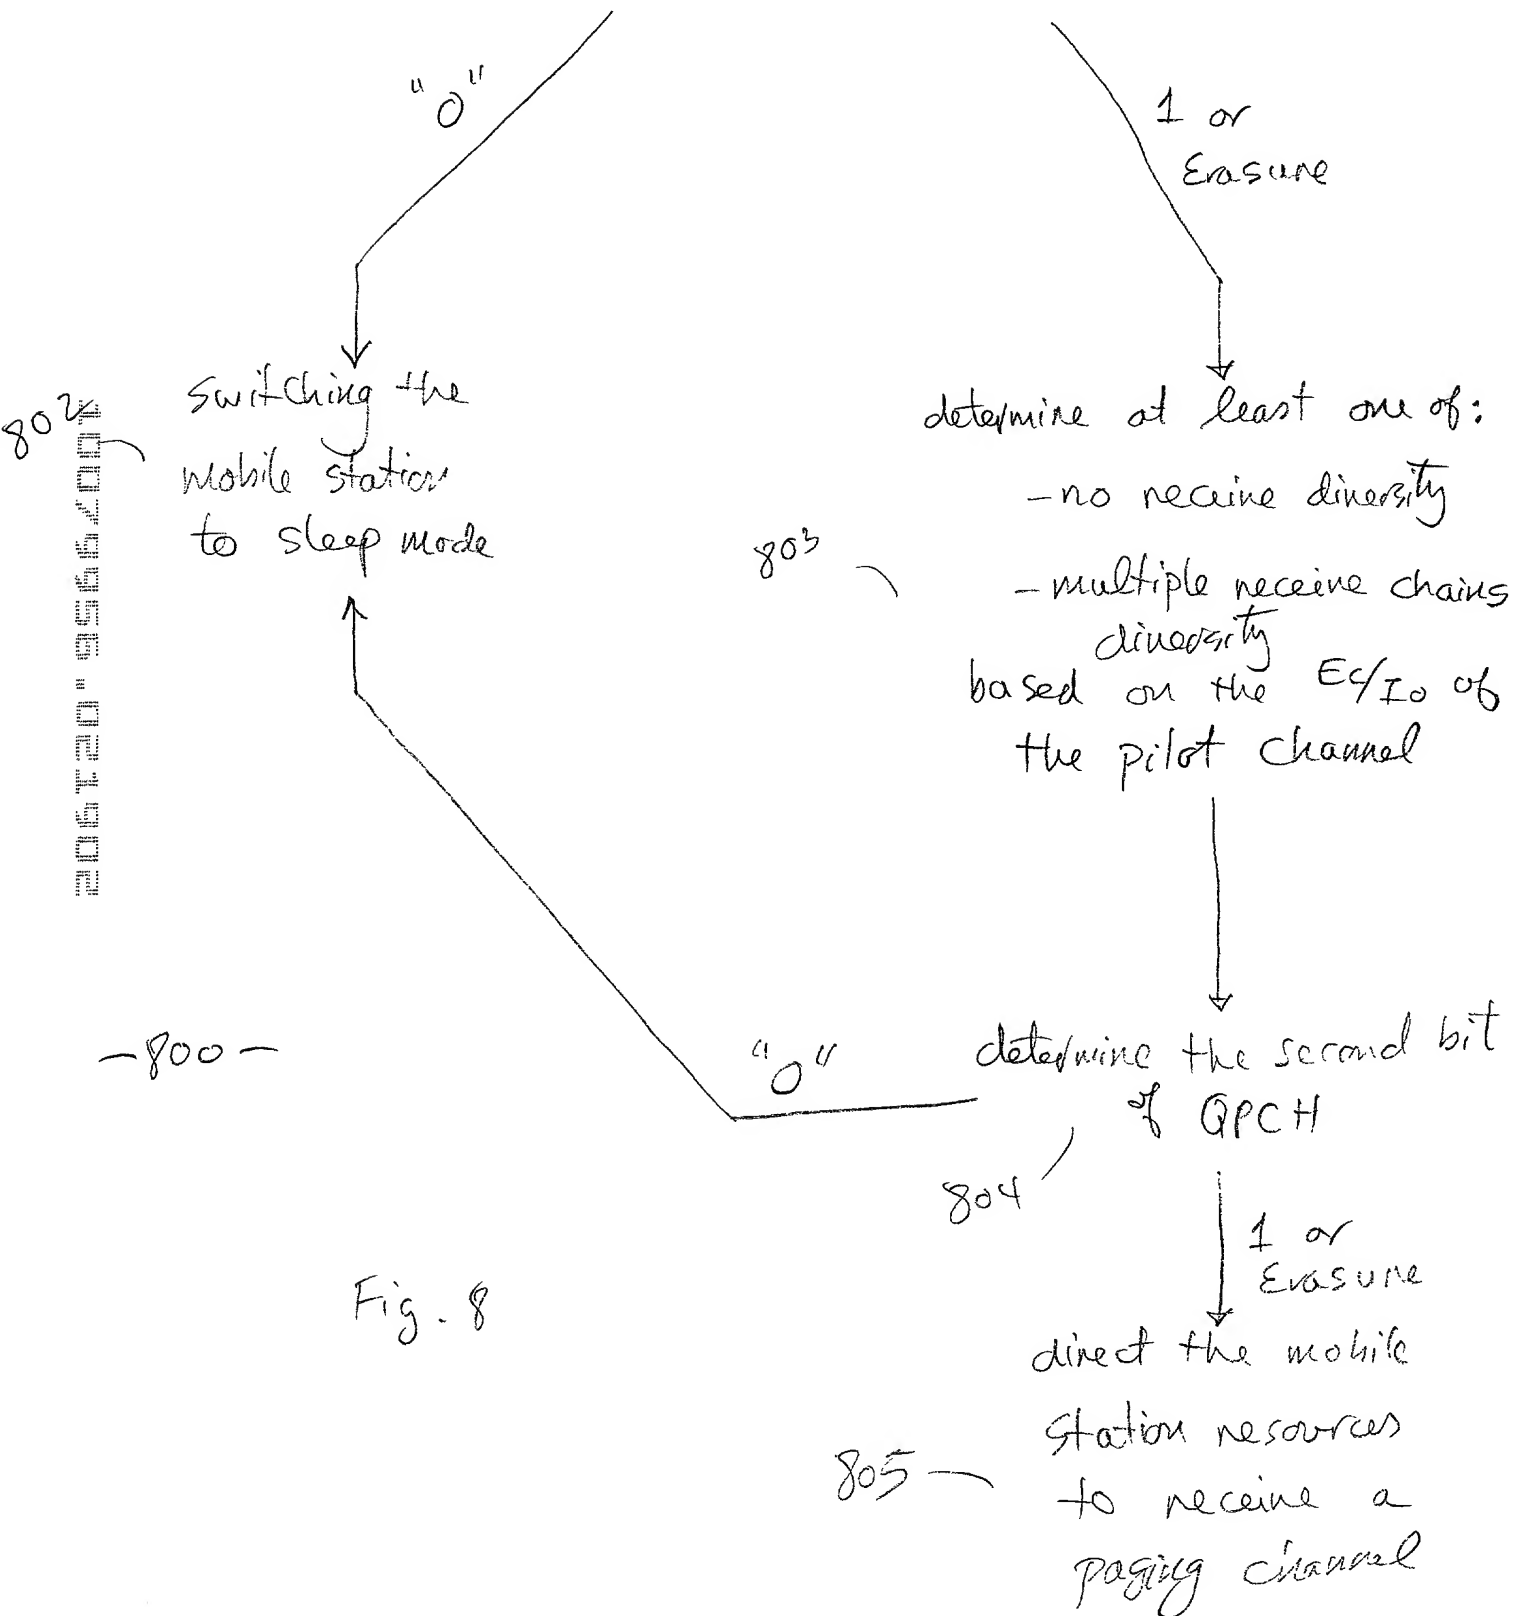 "0"
1 or
Erasure
802
switching the
mobile station
to sleep mode
determine at least one of:
- no receive diversity
803
- multiple receive chains
diversity
based on the Ec/Io of
the pilot channel
10076956.021902
- 800 -
"0"
determine the second bit
of QPCH
804
1 or
Erasure
Fig. 8
direct the mobile
station resources
805
to receive a
paging channel